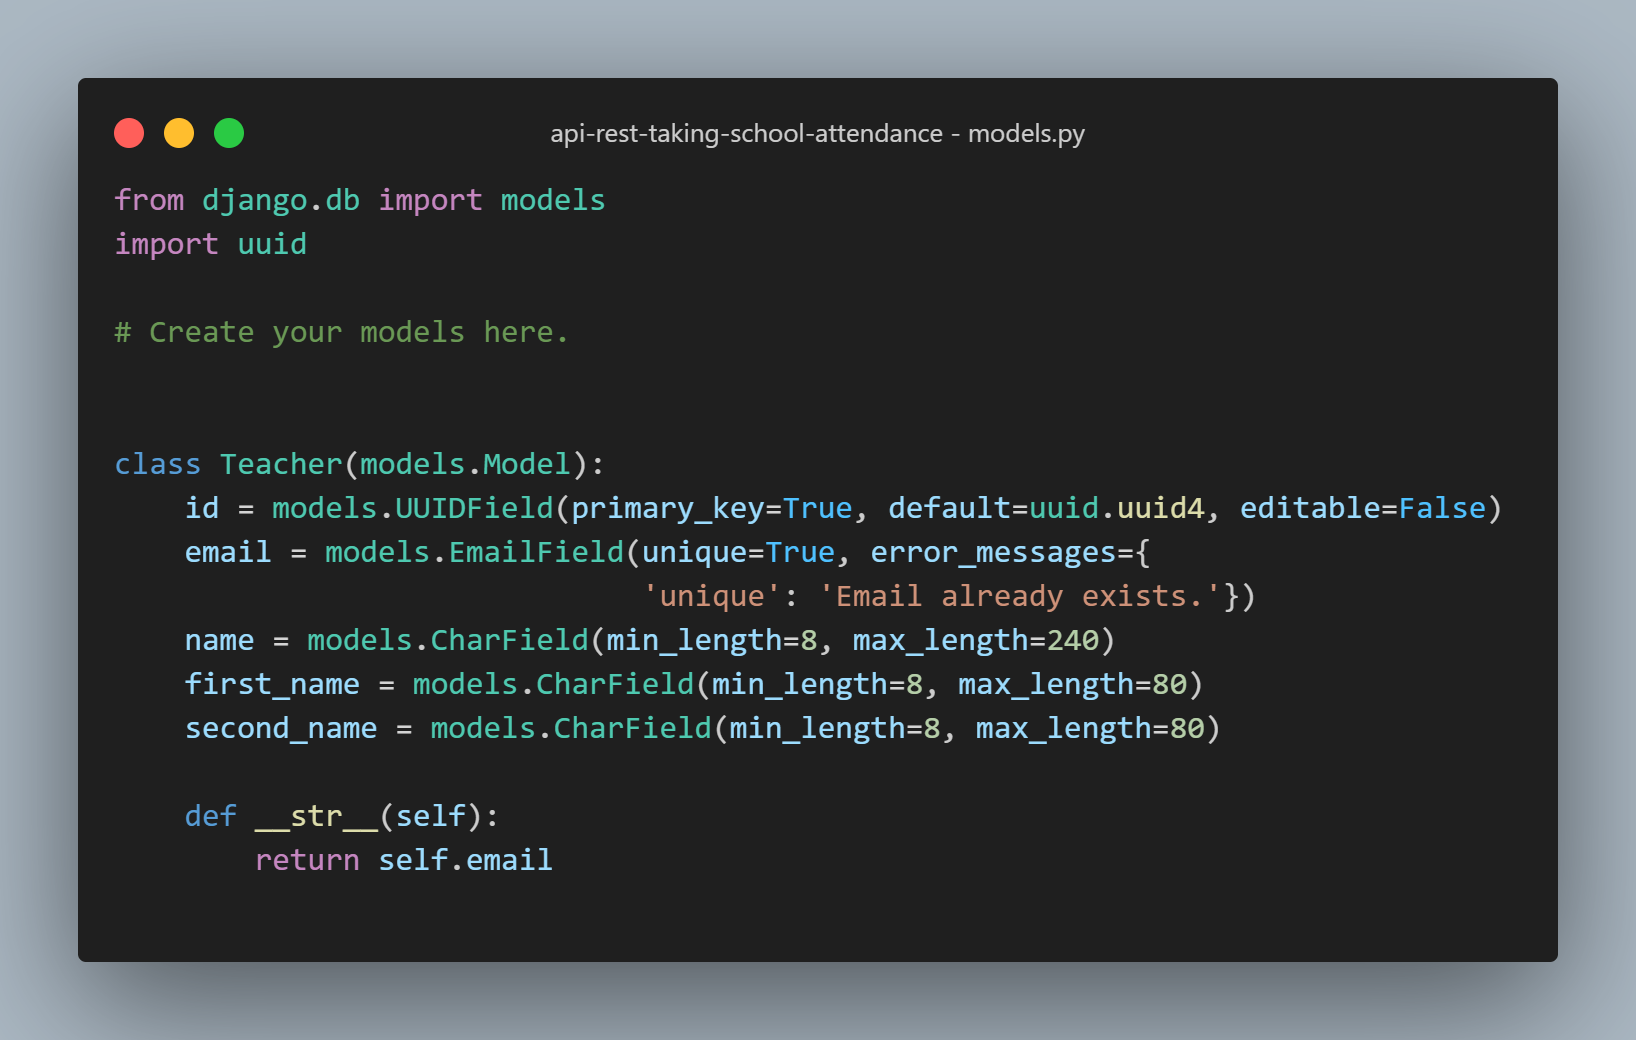 api-rest-taking-school-attendance - models.py
from django.db import models
import uuid
# Create your models here.
class Teacher(models.Model):
    id = models.UUIDField(primary_key=True, default=uuid.uuid4, editable=False)
    email = models.EmailField(unique=True, error_messages={
                              'unique': 'Email already exists.'})
    name = models.CharField(min_length=8, max_length=240)
    first_name = models.CharField(min_length=8, max_length=80)
    second_name = models.CharField(min_length=8, max_length=80)
    def __str__(self):
        return self.email